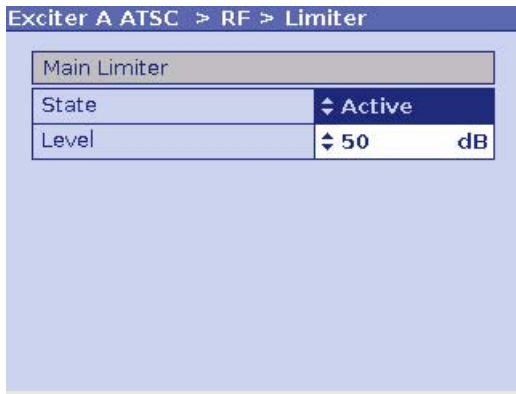 Exciter A ATSC > RF > Limiter
Main Limiter
State Active
Level 50 dB